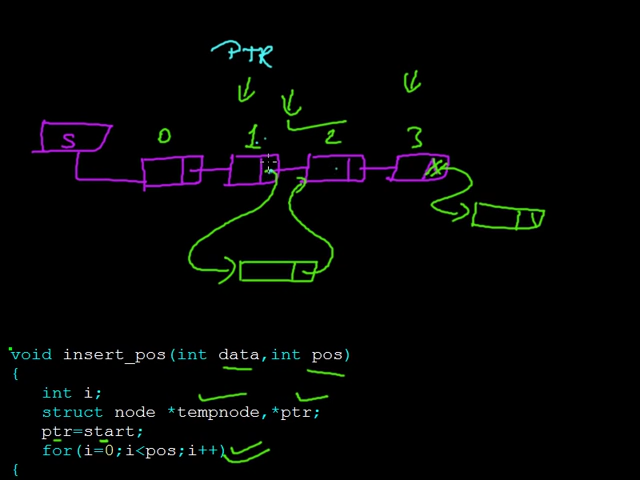 PTR
S 0 1 2 3
void insert_pos(int data,int pos)
{
int i;
struct node *tempnode,*ptr;
ptr=start;
for(i=0;i<pos;i++)
{